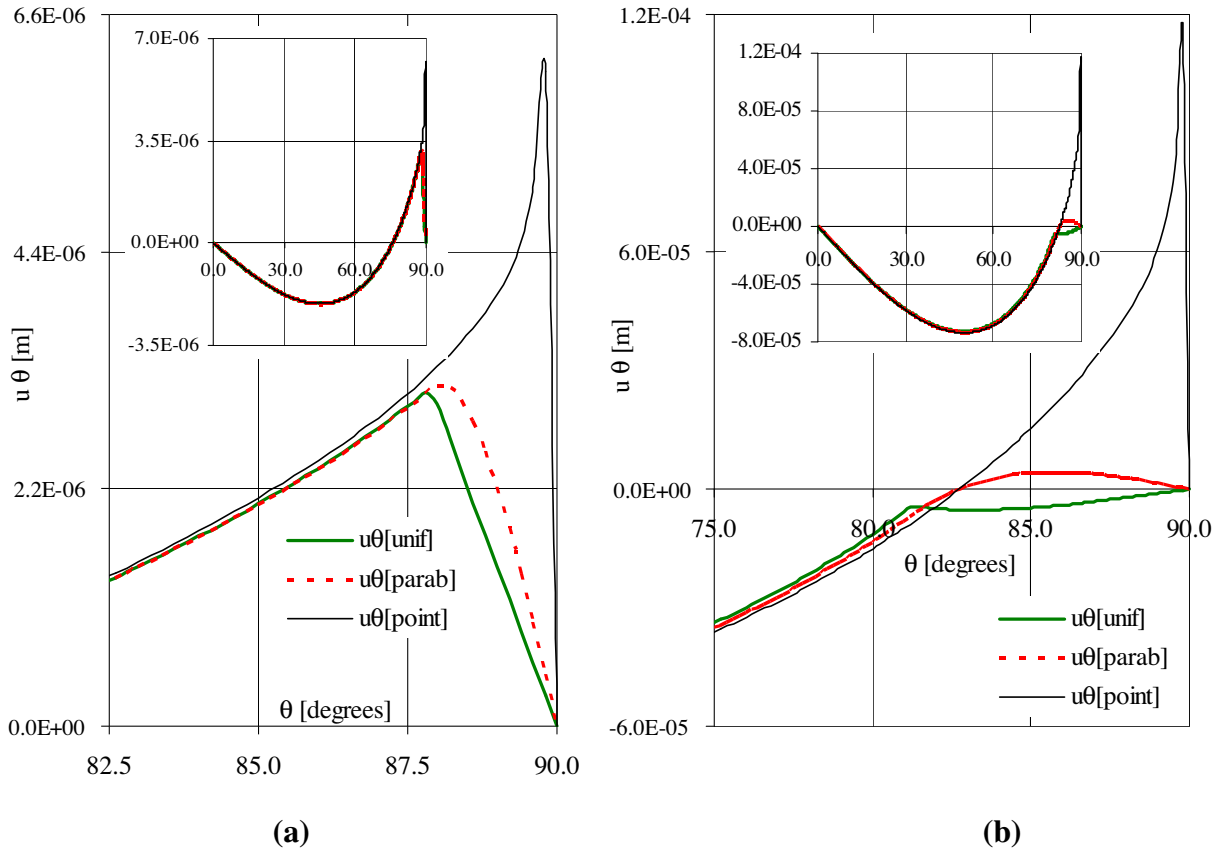 6.6E-06
4.4E-06
2.2E-06
0.0E+00
u θ [m]
7.0E-06
3.5E-06
0.0E+00
-3.5E-06
0.0
30.0
60.0
90.0
uθ[unif]
uθ[parab]
uθ[point]
θ [degrees]
82.5
85.0
87.5
90.0
(a)
1.2E-04
6.0E-05
0.0E+00
-6.0E-05
u θ [m]
1.2E-04
8.0E-05
4.0E-05
0.0E+00
-4.0E-05
-8.0E-05
0.0
30.0
60.0
90.0
75.0
80.0
85.0
90.0
θ [degrees]
uθ[unif]
uθ[parab]
uθ[point]
(b)